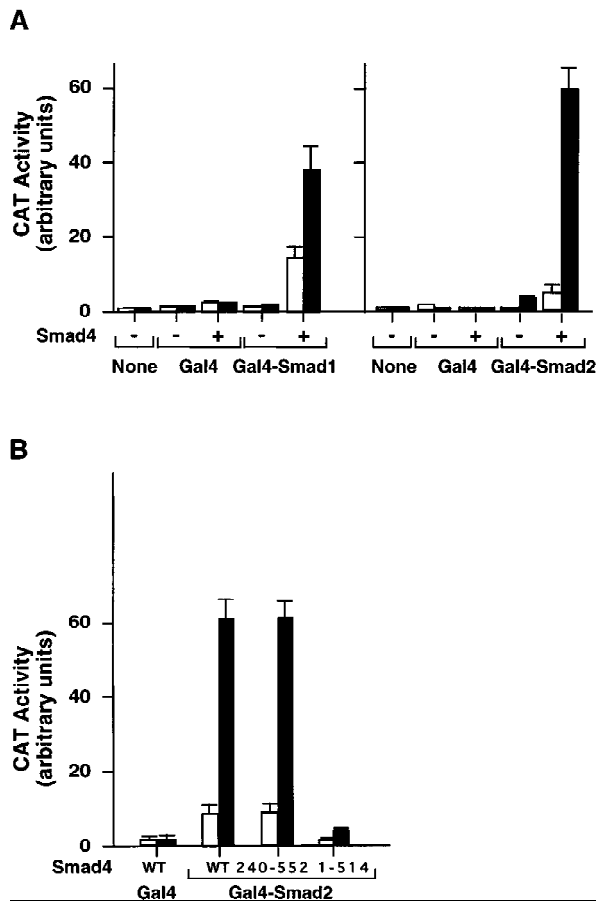 A
CAT Activity
(arbitrary units)
60
40
20
0
Smad4 - - + - + - - + - +
None Gal4 Gal4-Smad1 None Gal4 Gal4-Smad2
B
CAT Activity
(arbitrary units)
60
40
20
0
Smad4 WT WT 240-552 1-514
Gal4 Gal4-Smad2